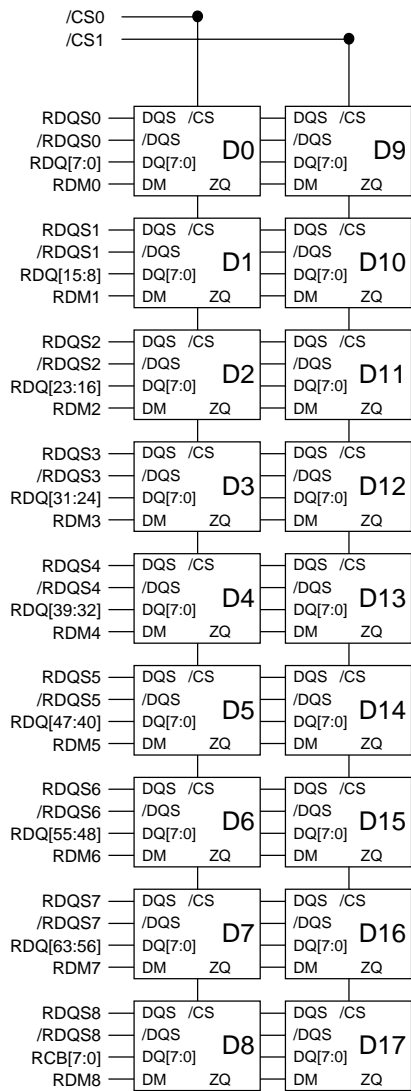 /CS0
/CS1
RDQS0 DQS /CS DQS /CS
/RDQS0 /DQS D0 /DQS D9
RDQ[7:0] DQ[7:0] DQ[7:0]
RDM0 DM ZQ DM ZQ
RDQS1 DQS /CS DQS /CS
/RDQS1 /DQS D1 /DQS D10
RDQ[15:8] DQ[7:0] DQ[7:0]
RDM1 DM ZQ DM ZQ
RDQS2 DQS /CS DQS /CS
/RDQS2 /DQS D2 /DQS D11
RDQ[23:16] DQ[7:0] DQ[7:0]
RDM2 DM ZQ DM ZQ
RDQS3 DQS /CS DQS /CS
/RDQS3 /DQS D3 /DQS D12
RDQ[31:24] DQ[7:0] DQ[7:0]
RDM3 DM ZQ DM ZQ
RDQS4 DQS /CS DQS /CS
/RDQS4 /DQS D4 /DQS D13
RDQ[39:32] DQ[7:0] DQ[7:0]
RDM4 DM ZQ DM ZQ
RDQS5 DQS /CS DQS /CS
/RDQS5 /DQS D5 /DQS D14
RDQ[47:40] DQ[7:0] DQ[7:0]
RDM5 DM ZQ DM ZQ
RDQS6 DQS /CS DQS /CS
/RDQS6 /DQS D6 /DQS D15
RDQ[55:48] DQ[7:0] DQ[7:0]
RDM6 DM ZQ DM ZQ
RDQS7 DQS /CS DQS /CS
/RDQS7 /DQS D7 /DQS D16
RDQ[63:56] DQ[7:0] DQ[7:0]
RDM7 DM ZQ DM ZQ
RDQS8 DQS /CS DQS /CS
/RDQS8 /DQS D8 /DQS D17
RCB[7:0] DQ[7:0] DQ[7:0]
RDM8 DM ZQ DM ZQ